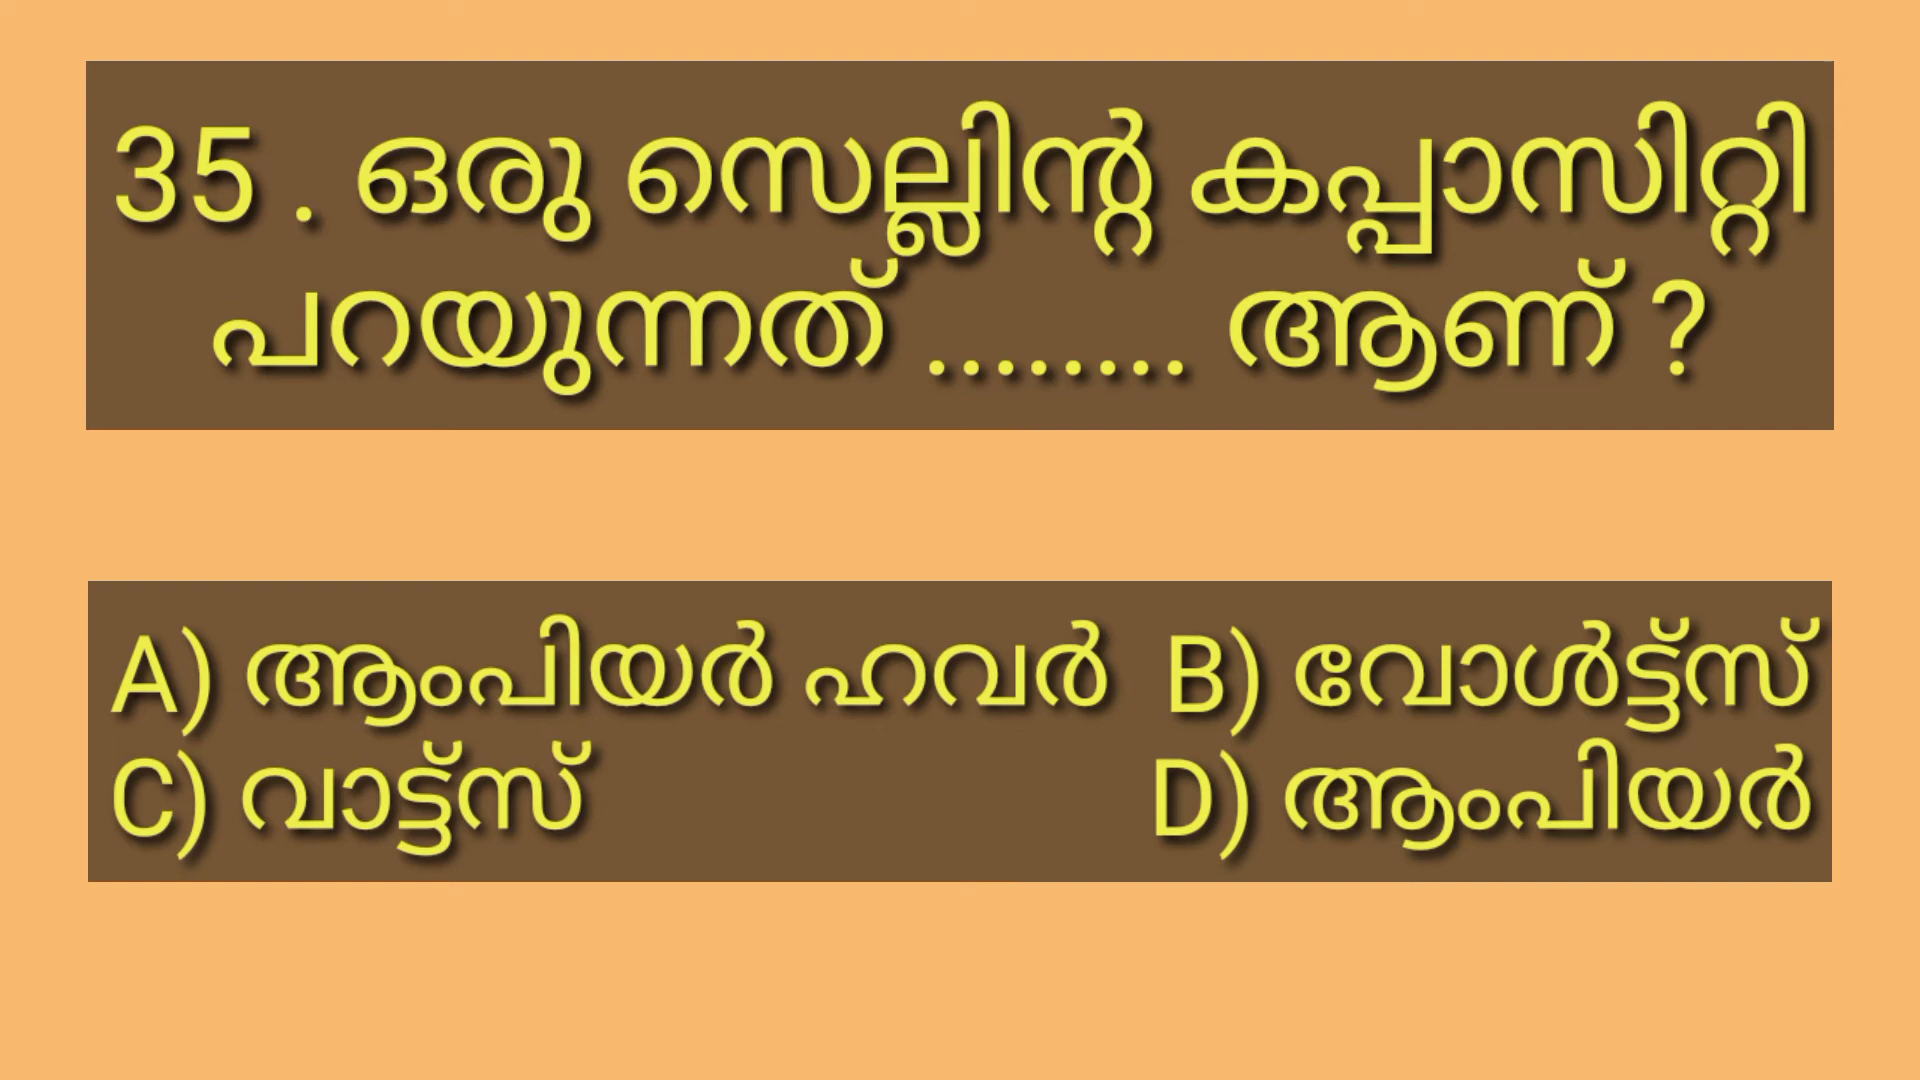 35 . ഒരു സെല്ലിന്റ കപ്പാസിറ്റി
പറയുന്നത് ........ ആണ് ?
A) ആംപിയർ ഹവർ B) വോൾട്ട്സ്
C) വാട്ട്സ് D) ആംപിയർ